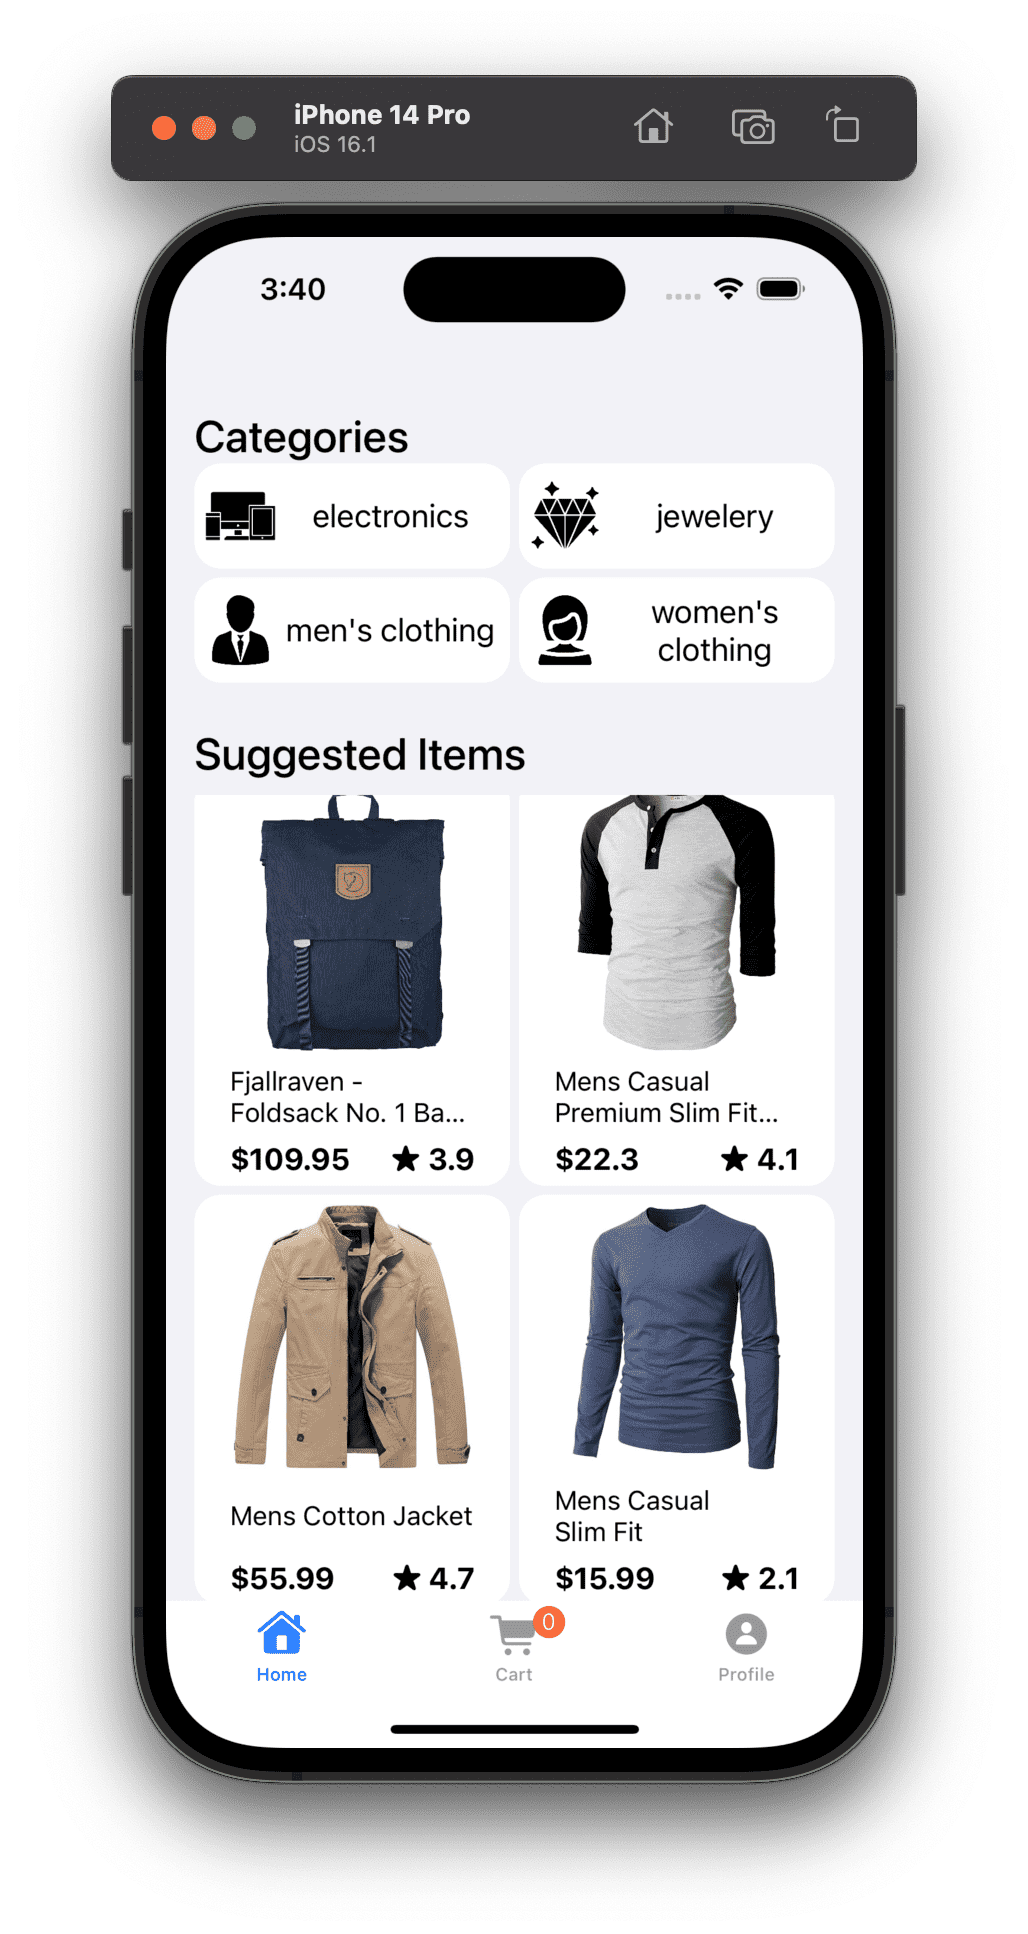 iPhone 14 Pro
iOS 16.1
3:40
Categories
electronics
jewelery
men's clothing
women's
clothing
Suggested Items
Fjallraven -
Foldsack No. 1 Ba...
$109.95 ★ 3.9
Mens Casual
Premium Slim Fit...
$22.3 ★ 4.1
Mens Cotton Jacket
$55.99 ★ 4.7
Mens Casual
Slim Fit
$15.99 ★ 2.1
0
Home
Cart
Profile